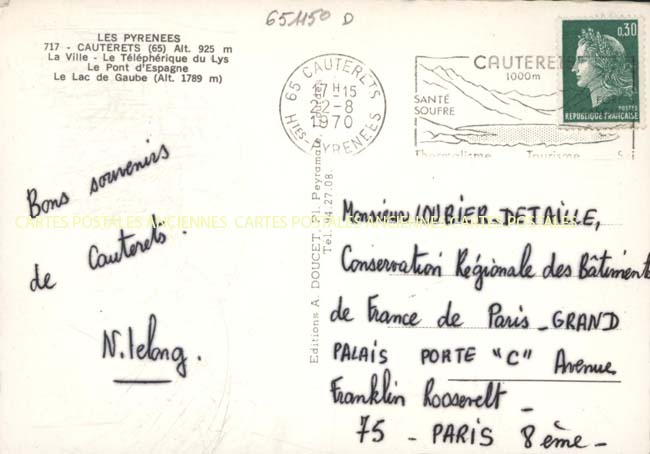 651150 D
LES PYRENEES
717 - CAUTERETS (65) Alt. 925 m
La Ville - Le Téléphérique du Lys
Le Pont d'Espagne
Le Lac de Gaube (Alt. 1789 m)
65 CAUTERETS
17 H 15
22-8
1970
HTES-PYRENEES
CAUTERETS
1000m
SANTÉ
SOUFRE
Thermalisme Tourisme
0,30
POSTES
REPUBLIQUE FRANÇAISE
Bons souvenirs
de Cauterets.
N. Lelong.
Editions A. DOUCET, Pl. Peyramale,
Tél. 94.27.08.
CARTES POSTALES ANCIENNES CARTES POSTALES ANCIENNES CARTES POSTALES
Monsieur DETAILLE,
Conservation Régionale des Bâtiments
de France de Paris - GRAND
PALAIS PORTE "C" Avenue
Franklin Roosevelt -
75 - PARIS 8ème -